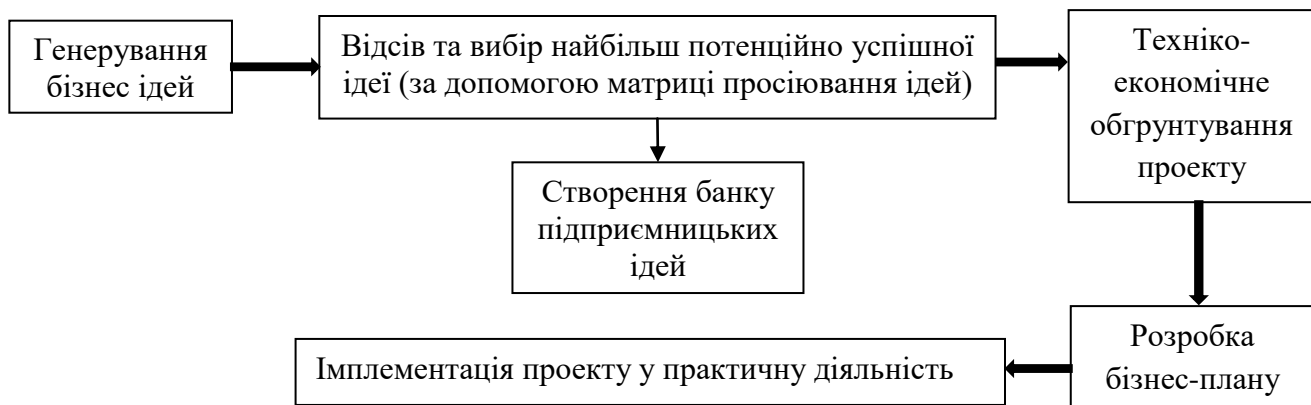 Генерування
бізнес ідей
Відсів та вибір найбільш потенційно успішної
ідеї (за допомогою матриці просіювання ідей)
Техніко-
економічне
обгрунтування
проекту
Створення банку
підприємницьких
ідей
Розробка
бізнес-плану
Імплементація проекту у практичну діяльність